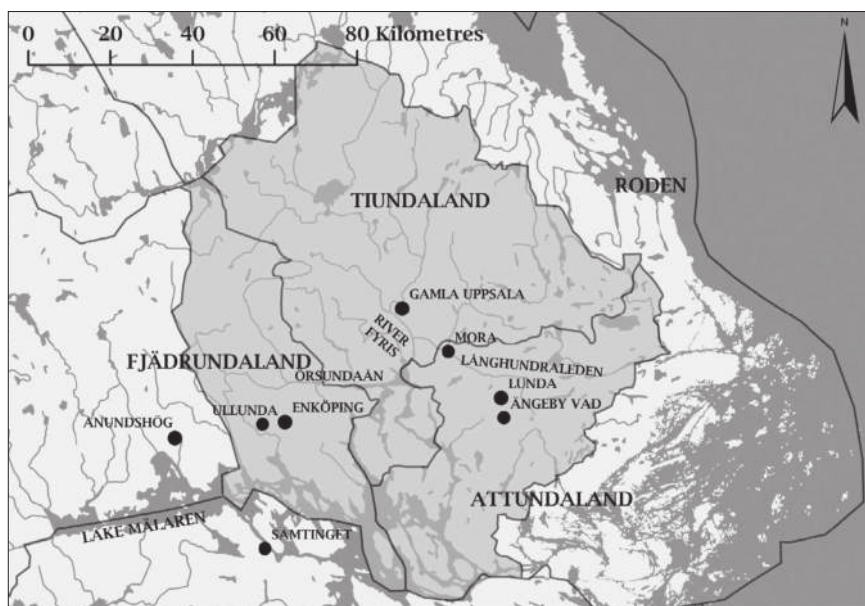 0 20 40 60 80 Kilometres
N
RODEN
TIUNDALAND
GAMLA UPPSALA
RIVER
FYRIS
MORA
LÅNGHUNDRALEDEN
FJÄDRUNDALAND
ÖRSUNDAÅN
LUNDA
ÄNGEBY VAD
ULLUNDA
ENKÖPING
ANUNDSHÖG
ATTUNDALAND
LAKE MÄLAREN
SAMTINGET